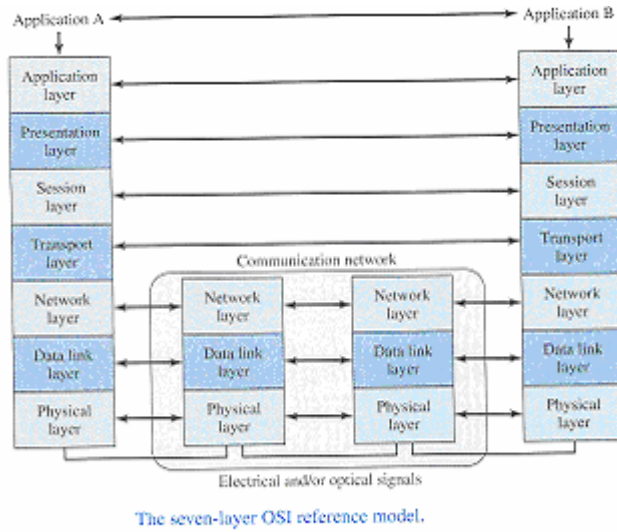 Application A
Application B
Application
layer
Application
layer
Presentation
layer
Presentation
layer
Session
layer
Session
layer
Transport
layer
Transport
layer
Communication network
Network
layer
Network
layer
Network
layer
Network
layer
Data link
layer
Data link
layer
Data link
layer
Data link
layer
Physical
layer
Physical
layer
Physical
layer
Physical
layer
Electrical and/or optical signals
The seven-layer OSI reference model.